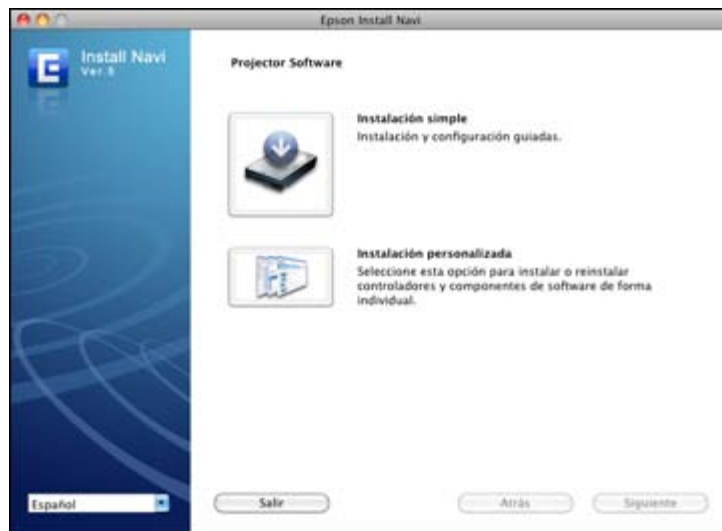 Epson Install Navi
Install Navi
Ver.5
Projector Software
Instalación simple
Instalación y configuración guiadas.
Instalación personalizada
Seleccione esta opción para instalar o reinstalar
controladores y componentes de software de forma
individual.
Español
Salir
Atrás
Siguiente